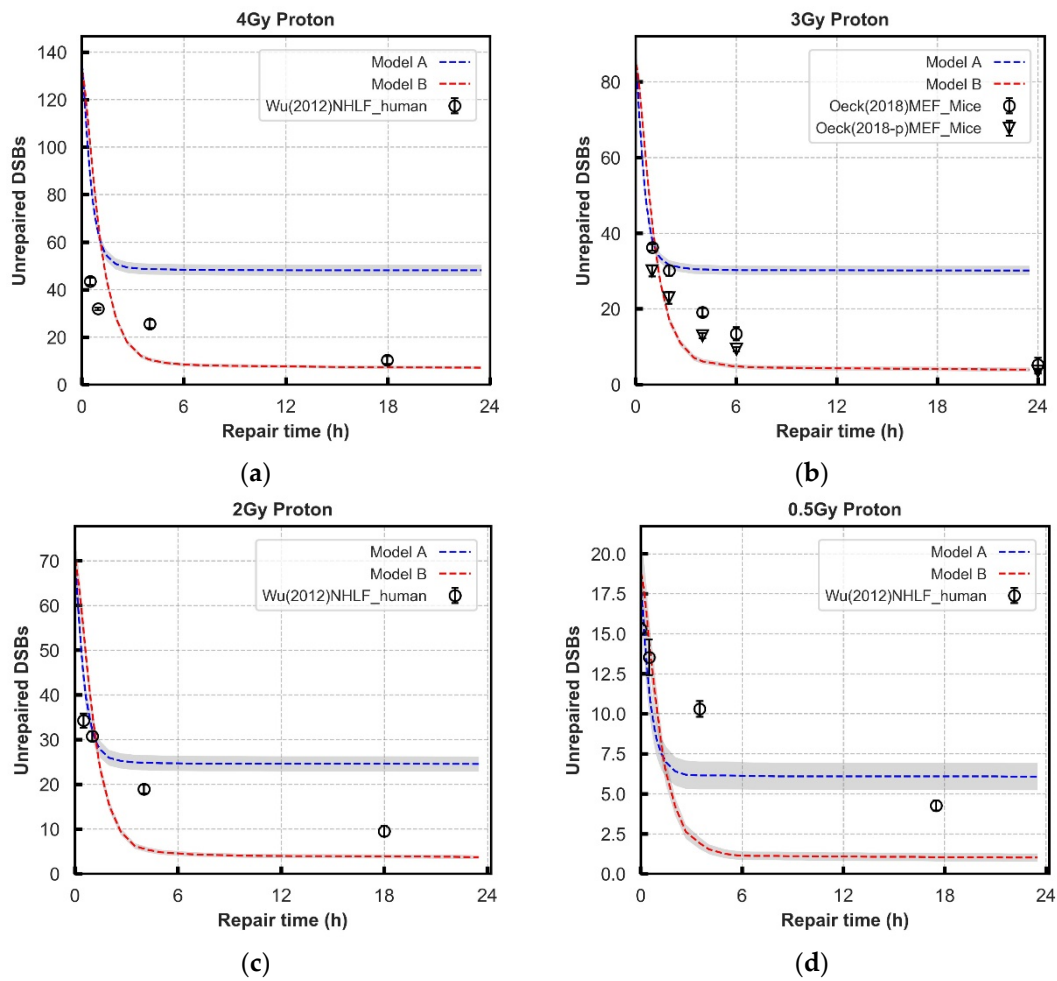 4Gy Proton
Unrepaired DSBs
140
120
100
80
60
40
20
0
Model A
Model B
Wu(2012)NHLF_human
0 6 12 18 24
Repair time (h)
(a)
3Gy Proton
Unrepaired DSBs
80
60
40
20
0
Model A
Model B
Oeck(2018)MEF_Mice
Oeck(2018-p)MEF_Mice
0 6 12 18 24
Repair time (h)
(b)
2Gy Proton
Unrepaired DSBs
70
60
50
40
30
20
10
0
Model A
Model B
Wu(2012)NHLF_human
0 6 12 18 24
Repair time (h)
(c)
0.5Gy Proton
Unrepaired DSBs
20.0
17.5
15.0
12.5
10.0
7.5
5.0
2.5
0.0
Model A
Model B
Wu(2012)NHLF_human
0 6 12 18 24
Repair time (h)
(d)